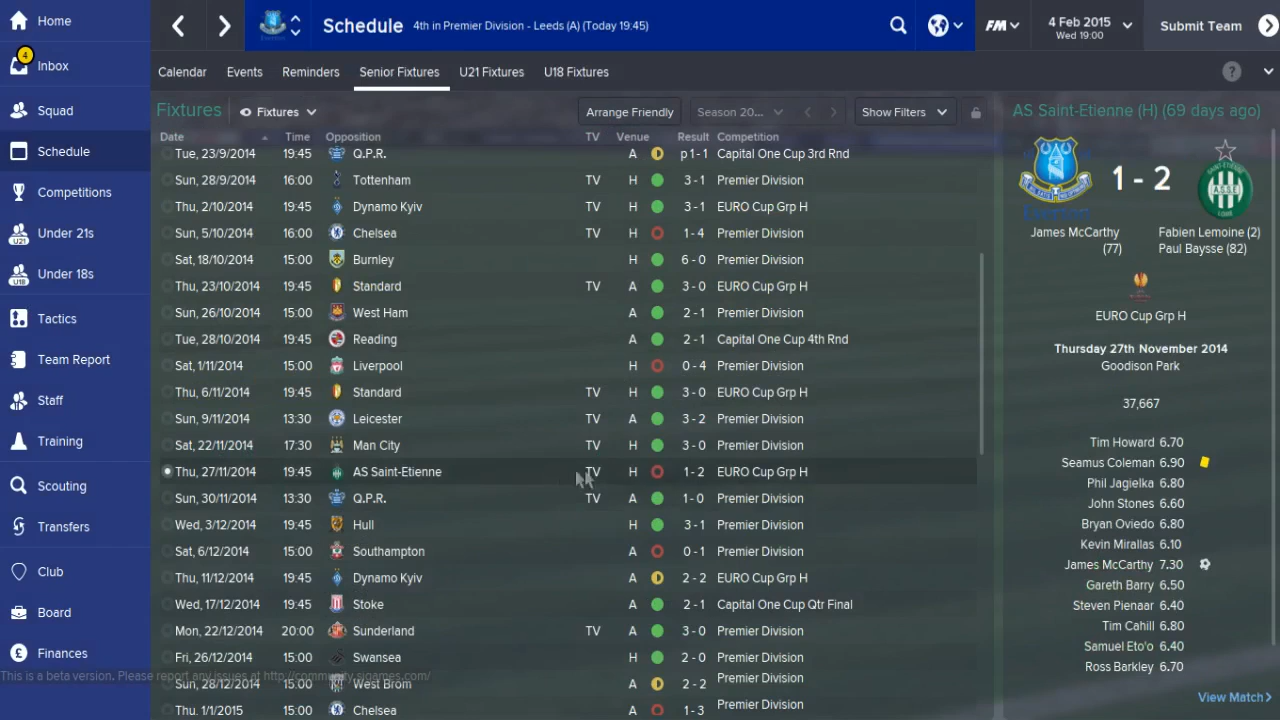 Home
Inbox
4
Squad
Schedule
Competitions
Under 21s
U21
Under 18s
U18
Tactics
Team Report
Staff
Training
Scouting
Transfers
Club
Board
Finances
Schedule 4th in Premier Division - Leeds (A) (Today 19:45)
FM
4 Feb 2015
Wed 19:00
Submit Team
Calendar Events Reminders Senior Fixtures U21 Fixtures U18 Fixtures
?
Fixtures Fixtures Arrange Friendly Season 20... Show Filters
Date Time Opposition TV Venue Result Competition
Tue, 23/9/2014 19:45 Q.P.R. A p 1 - 1 Capital One Cup 3rd Rnd
Sun, 28/9/2014 16:00 Tottenham TV H 3 - 1 Premier Division
Thu, 2/10/2014 19:45 Dynamo Kyiv TV H 3 - 1 EURO Cup Grp H
Sun, 5/10/2014 16:00 Chelsea TV H 1 - 4 Premier Division
Sat, 18/10/2014 15:00 Burnley H 6 - 0 Premier Division
Thu, 23/10/2014 19:45 Standard TV A 3 - 0 EURO Cup Grp H
Sun, 26/10/2014 15:00 West Ham A 2 - 1 Premier Division
Tue, 28/10/2014 19:45 Reading A 2 - 1 Capital One Cup 4th Rnd
Sat, 1/11/2014 15:00 Liverpool H 0 - 4 Premier Division
Thu, 6/11/2014 19:45 Standard TV H 3 - 0 EURO Cup Grp H
Sun, 9/11/2014 13:30 Leicester TV A 3 - 2 Premier Division
Sat, 22/11/2014 17:30 Man City TV H 3 - 0 Premier Division
Thu, 27/11/2014 19:45 AS Saint-Etienne TV H 1 - 2 EURO Cup Grp H
Sun, 30/11/2014 13:30 Q.P.R. TV A 1 - 0 Premier Division
Wed, 3/12/2014 19:45 Hull H 3 - 1 Premier Division
Sat, 6/12/2014 15:00 Southampton A 0 - 1 Premier Division
Thu, 11/12/2014 19:45 Dynamo Kyiv A 2 - 2 EURO Cup Grp H
Wed, 17/12/2014 19:45 Stoke A 2 - 1 Capital One Cup Qtr Final
Mon, 22/12/2014 20:00 Sunderland TV A 3 - 0 Premier Division
Fri, 26/12/2014 15:00 Swansea H 2 - 0 Premier Division
Sun, 28/12/2014 15:00 West Brom A 2 - 2 Premier Division
Thu, 1/1/2015 15:00 Chelsea A 1 - 3 Premier Division
This is a beta version. Please report any issues at http://community.sigames.com/
AS Saint-Etienne (H) (69 days ago)
Everton
1 - 2
James McCarthy (77)
Fabien Lemoine (2)
Paul Baysse (82)
EURO Cup Grp H
Thursday 27th November 2014
Goodison Park
37,667
Tim Howard 6.70
Seamus Coleman 6.90
Phil Jagielka 6.80
John Stones 6.60
Bryan Oviedo 6.80
Kevin Mirallas 6.10
James McCarthy 7.30
Gareth Barry 6.50
Steven Pienaar 6.40
Tim Cahill 6.80
Samuel Eto'o 6.40
Ross Barkley 6.70
View Match >